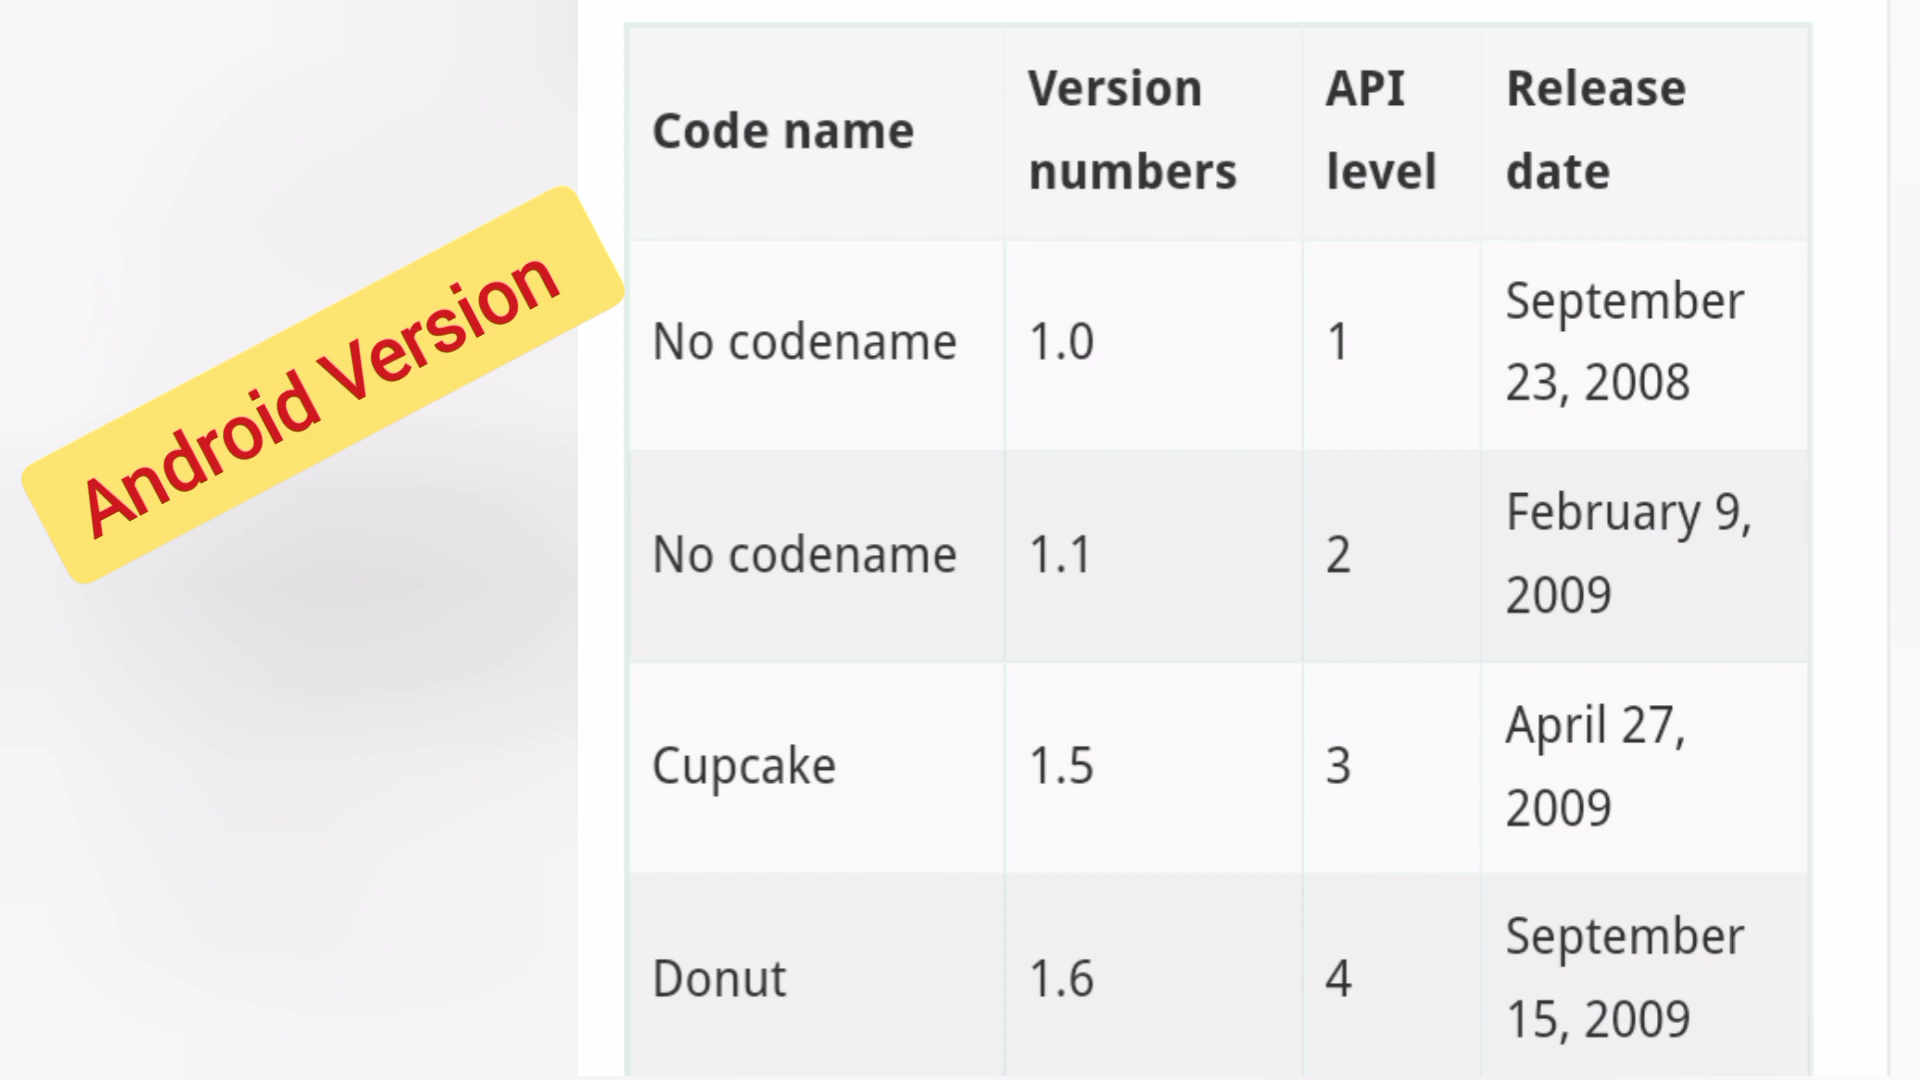 Android Version
Code name
Version
numbers
API
level
Release
date
No codename
1.0
1
September
23, 2008
No codename
1.1
2
February 9,
2009
Cupcake
1.5
3
April 27,
2009
Donut
1.6
4
September
15, 2009